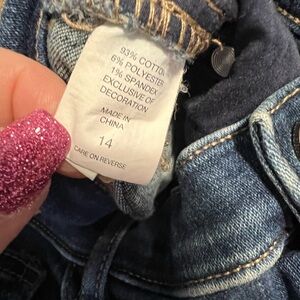 93% COTTON
6% POLYESTER
1% SPANDEX
EXCLUSIVE OF
DECORATION
MADE IN
CHINA
14
CARE ON REVERSE